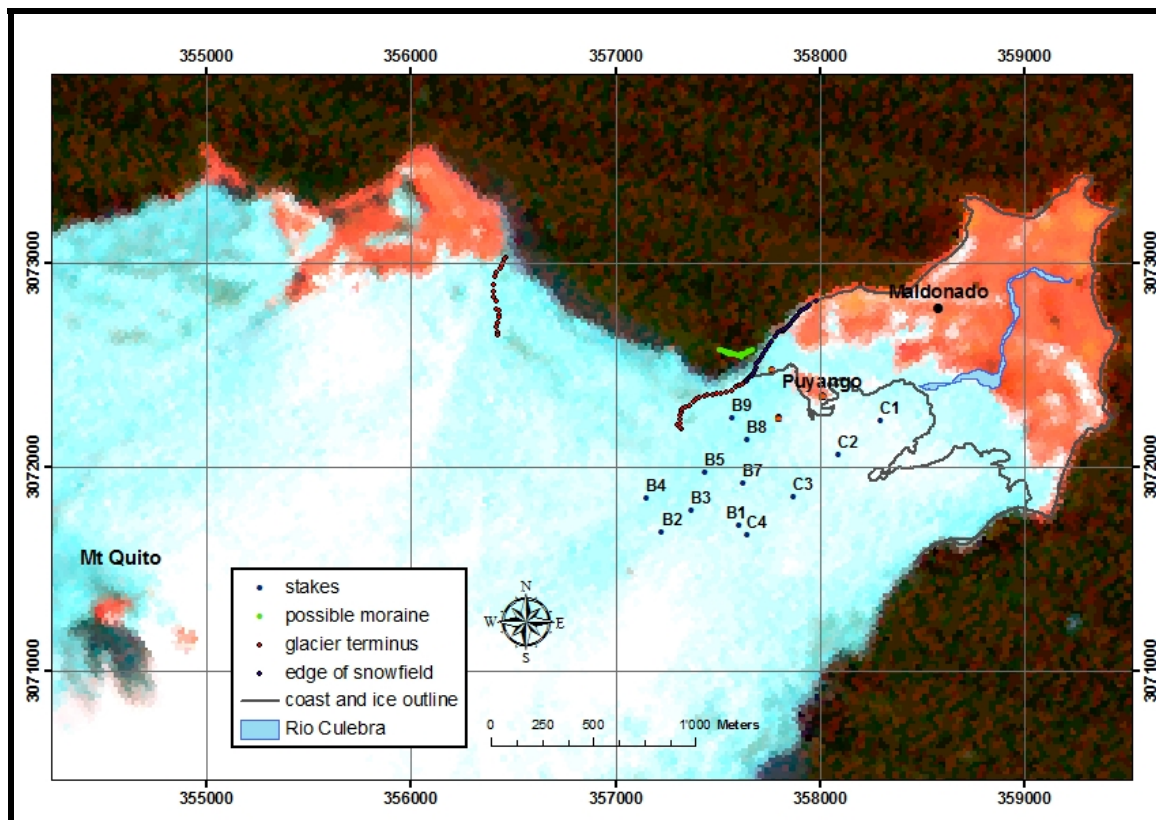 355000 356000 357000 358000 359000
3073000 3073000
Maldonado
Puyango
B9 C1
B8
C2
3072000 3072000
B5 B7
B4 B3 C3
B1
B2 C4
Mt Quito
stakes
possible moraine
glacier terminus
edge of snowfield
coast and ice outline
Rio Culebra
N
W E
S
3071000 3071000
0 250 500 1'000 Meters
355000 356000 357000 358000 359000